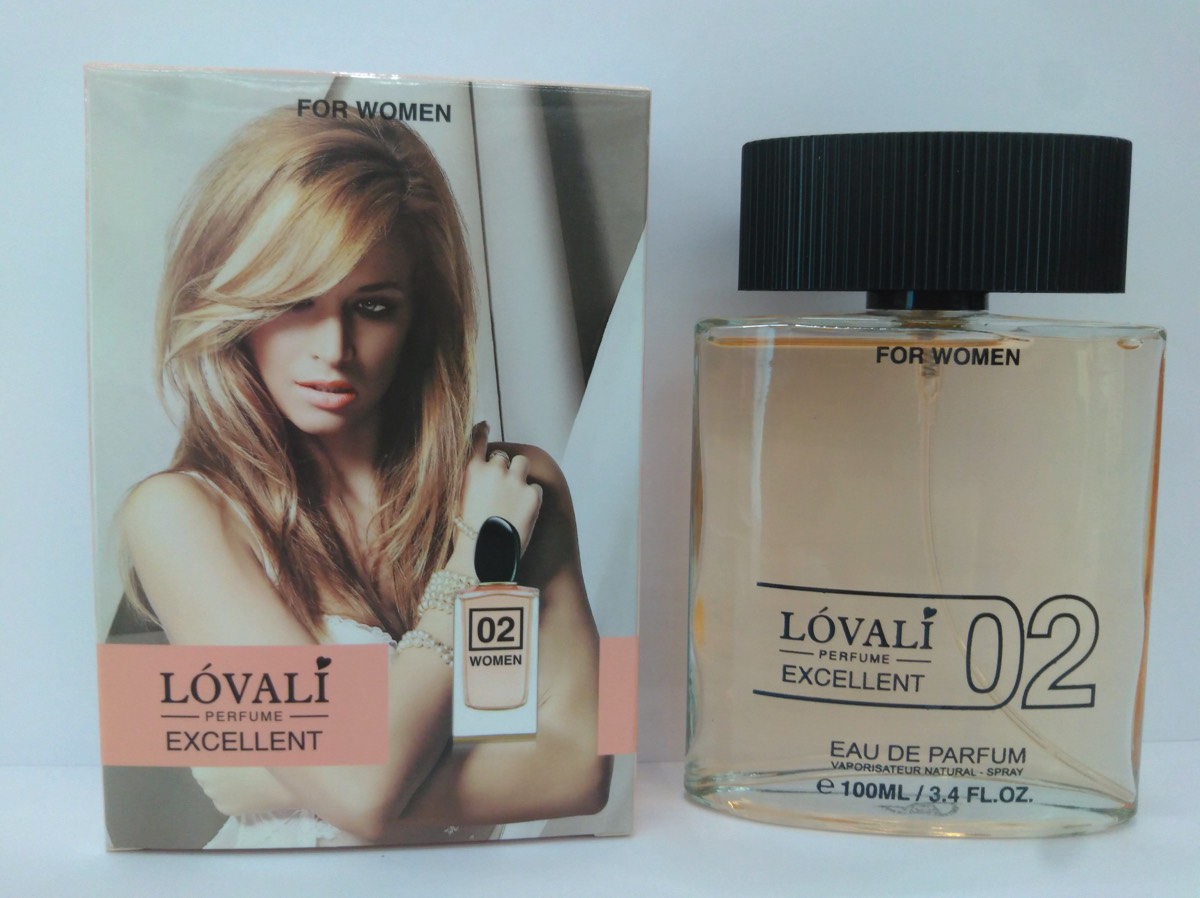 FOR WOMEN
02
WOMEN
LÓVALI
PERFUME
EXCELLENT
FOR WOMEN
LÓVALI
PERFUME
EXCELLENT
02
EAU DE PARFUM
VAPORISATEUR NATURAL - SPRAY
℮ 100ML / 3.4 FL.OZ.